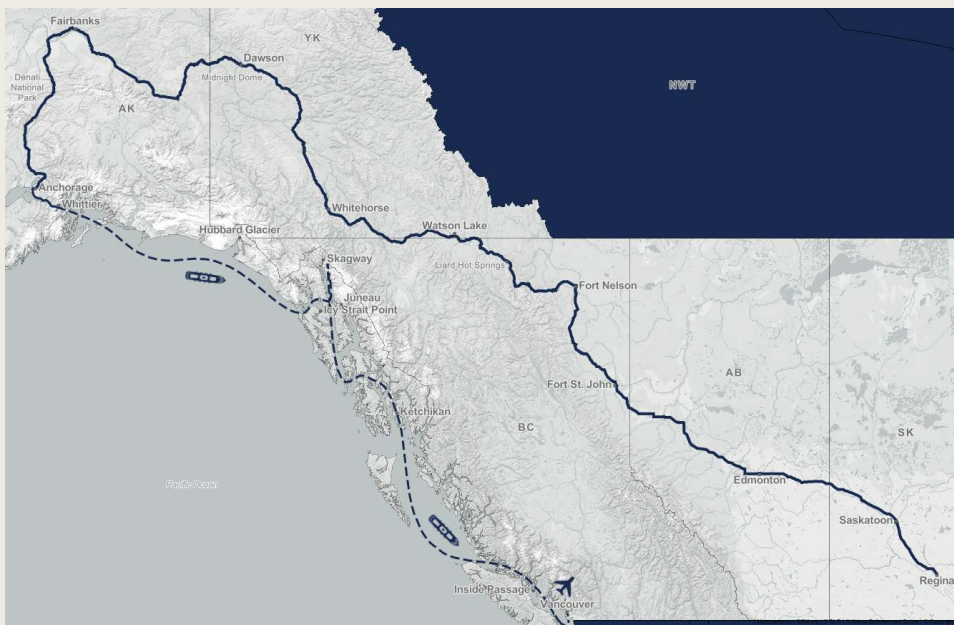 Fairbanks
YK
Dawson
Midnight Dome
Denali
National
Park
AK
NWT
Anchorage
Whittier
Whitehorse
Watson Lake
Hubbard Glacier
Skagway
Liard Hot Springs
Fort Nelson
Juneau
Icy Strait Point
AB
Fort St. John
Ketchikan
BC
SK
Pacific Ocean
Edmonton
Saskatoon
Regina
Inside Passage
Vancouver